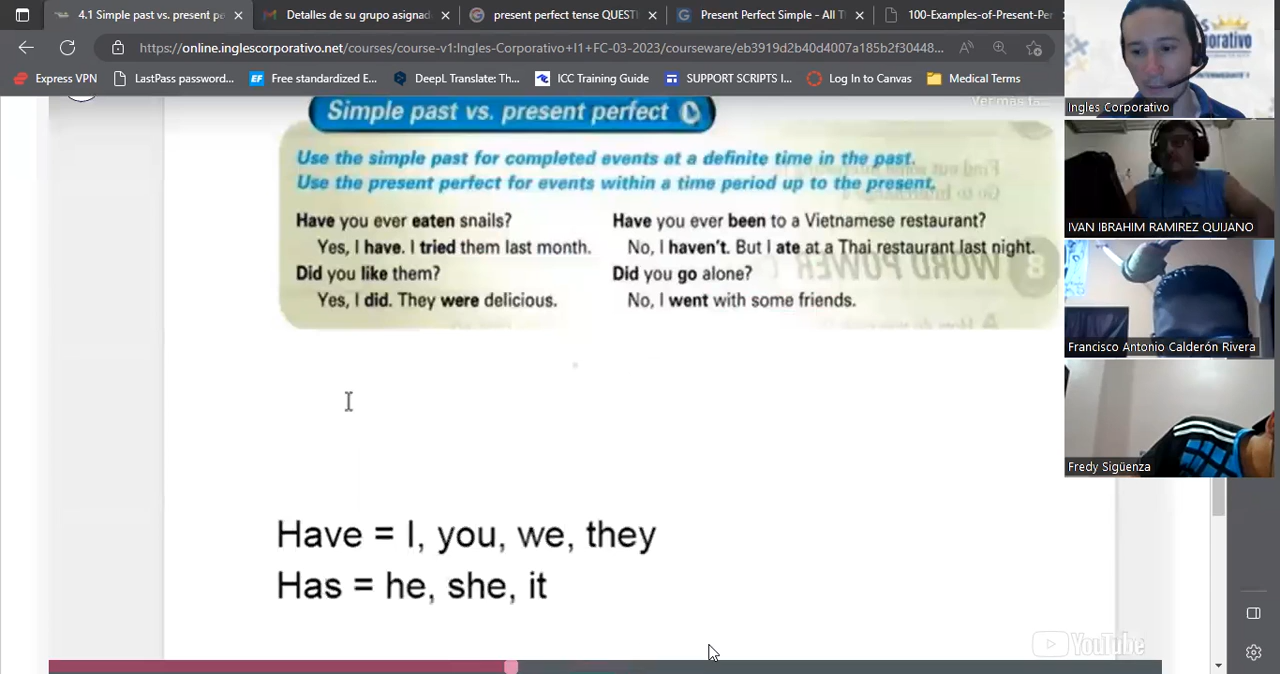 4.1 Simple past vs. present pe
Detalles de su grupo asignad
present perfect tense QUEST
Present Perfect Simple - All T
100-Examples-of-Present-Per
https://online.inglescorporativo.net/courses/course-v1:Ingles-Corporativo+I1+FC-03-2023/courseware/eb3919d2b40d4007a185b2f30448...
Express VPN
LastPass password...
EF Free standardized E...
DeepL Translate: Th...
ICC Training Guide
SUPPORT SCRIPTS I...
Log In to Canvas
Medical Terms
Ingles Corporativo
IVAN IBRAHIM RAMIREZ QUIJANO
Francisco Antonio Calderón Rivera
Fredy Sigüenza
Simple past vs. present perfect
Use the simple past for completed events at a definite time in the past.
Use the present perfect for events within a time period up to the present.
Have you ever eaten snails?
Yes, I have. I tried them last month.
Did you like them?
Yes, I did. They were delicious.
Have you ever been to a Vietnamese restaurant?
No, I haven't. But I ate at a Thai restaurant last night.
Did you go alone?
No, I went with some friends.
WORD POWER
8
Have = I, you, we, they
Has = he, she, it
YouTube